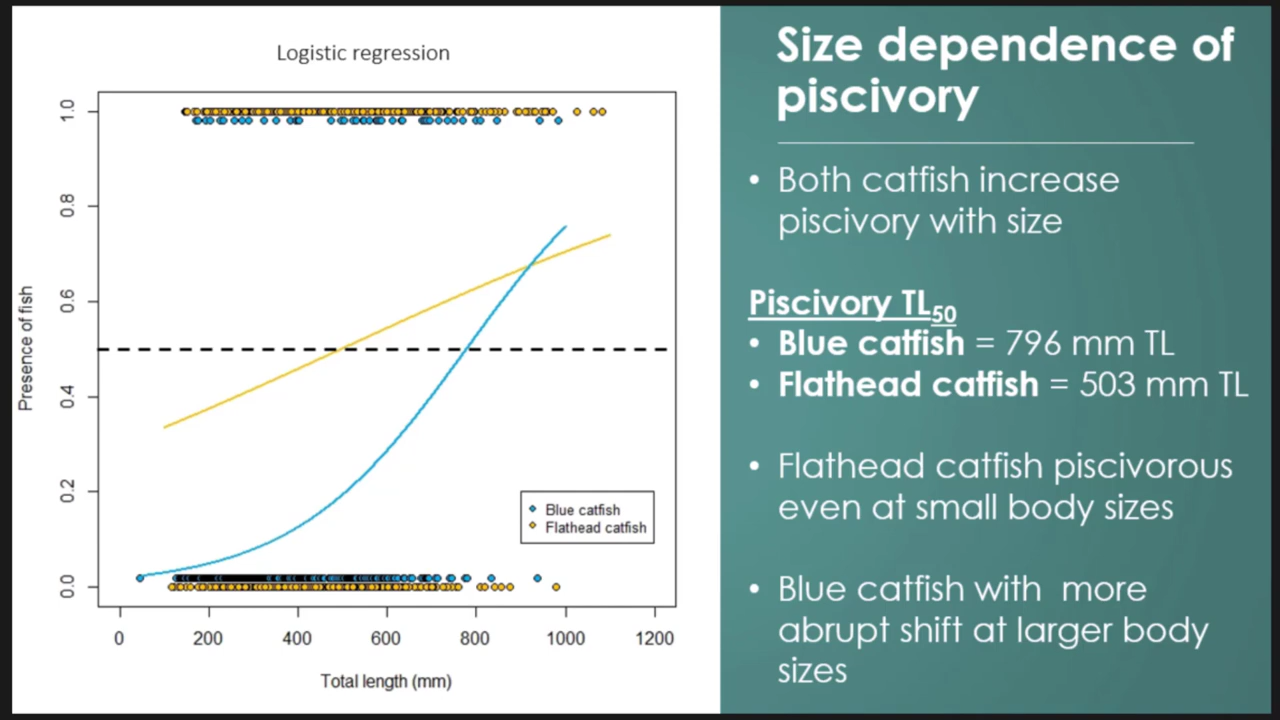 Logistic regression
Presence of fish
1.0
0.8
0.6
0.4
0.2
0.0
0 200 400 600 800 1000 1200
Total length (mm)
Blue catfish
Flathead catfish
Size dependence of
piscivory
• Both catfish increase
piscivory with size
Piscivory TL50
• Blue catfish = 796 mm TL
• Flathead catfish = 503 mm TL
• Flathead catfish piscivorous
even at small body sizes
• Blue catfish with more
abrupt shift at larger body
sizes